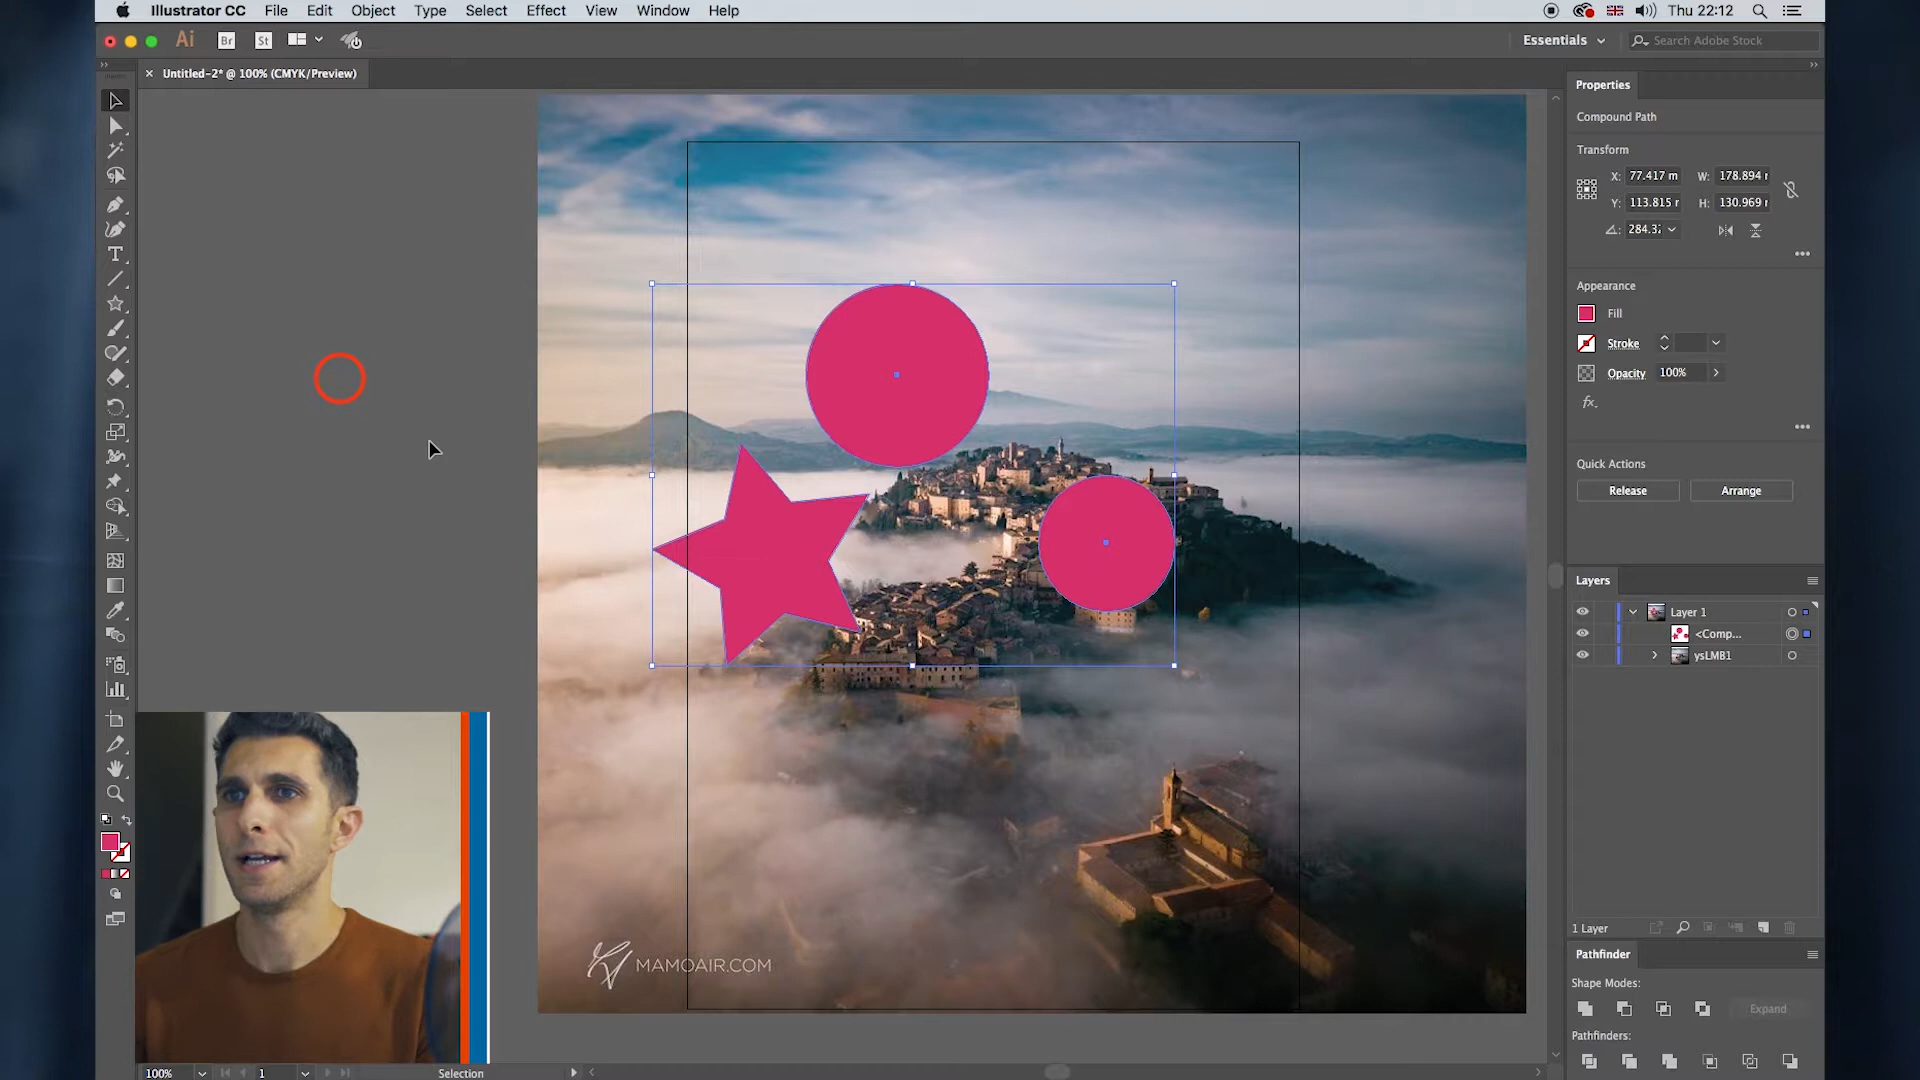 Illustrator CC File Edit Object Type Select Effect View Window Help Thu 22:12
Ai Br St Essentials Search Adobe Stock
× Untitled-2* @ 100% (CMYK/Preview)
Properties
Compound Path
Transform
X: 77.417 m W: 178.894 r
Y: 113.815 r H: 130.969 r
284.3
Appearance
Fill
Stroke
Opacity 100% >
fx.
Quick Actions
Release Arrange
Layers
Layer 1
<Comp...
ysLMB1
1 Layer
Pathfinder
Shape Modes:
Expand
Pathfinders:
MAMOAIR.COM
100% 1 Selection